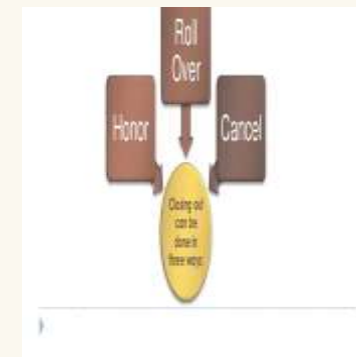 Roll
Over
Honor
Cancel
Closing out
can be
done in
three ways